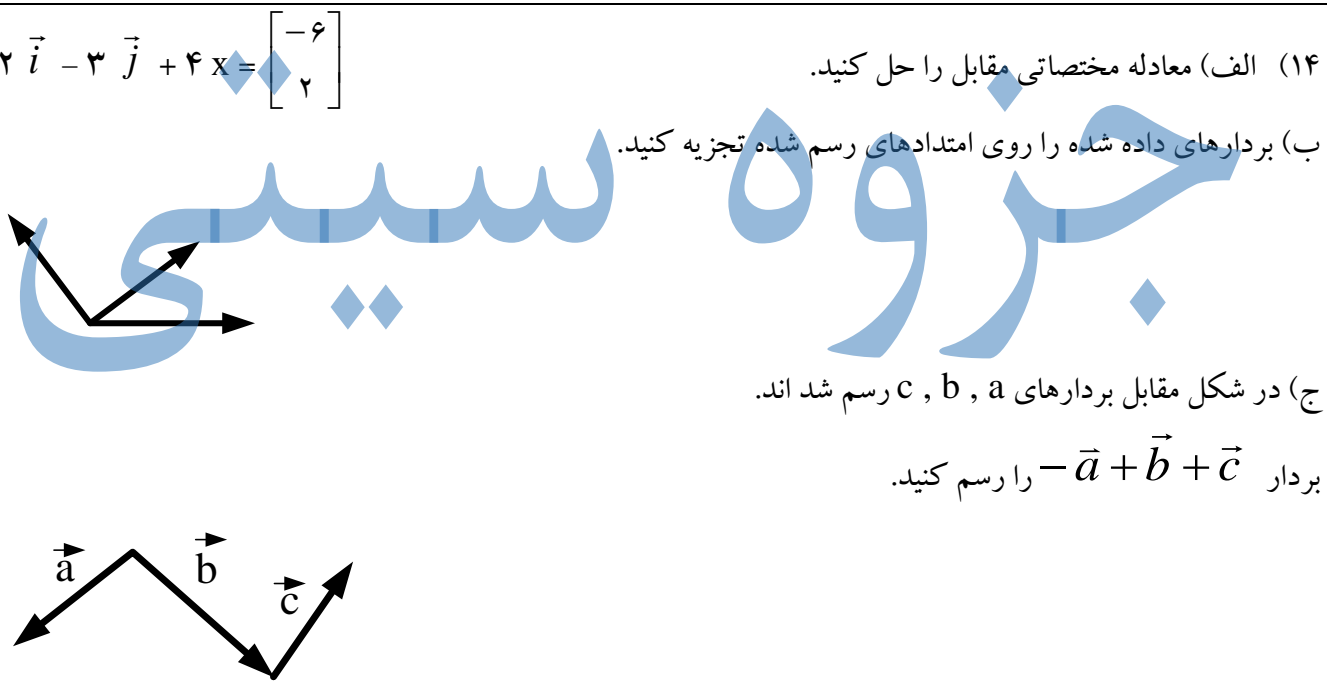 ۱۴) الف) معادله مختصاتی مقابل را حل کنید. ۲ i⃗ − ۳ j⃗ + ۴ x = [−۶ ۲]
ب) بردارهای داده شده را روی امتدادهای رسم شده تجزیه کنید.
جزوه سیتی
ج) در شکل مقابل بردارهای c , b , a رسم شد اند.
بردار −a⃗ + b⃗ + c⃗ را رسم کنید.
a⃗ b⃗ c⃗